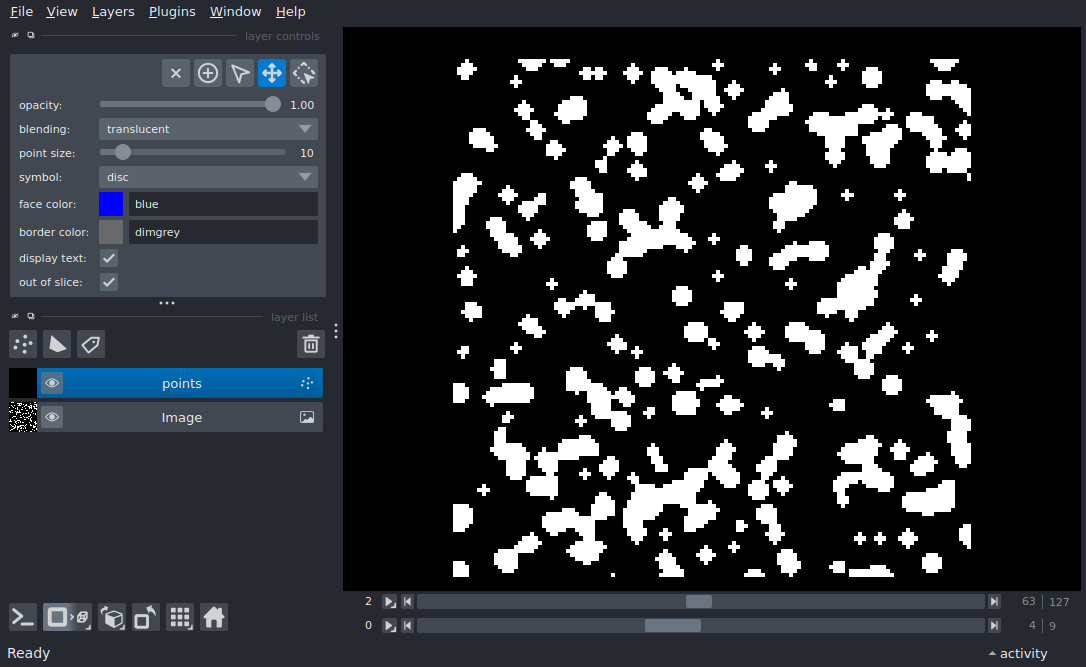 File View Layers Plugins Window Help
layer controls
opacity: 1.00
blending: translucent
point size: 10
symbol: disc
face color: blue
border color: dimgrey
display text:
out of slice:
layer list
points
Image
2 63 127
0 4 9
Ready activity